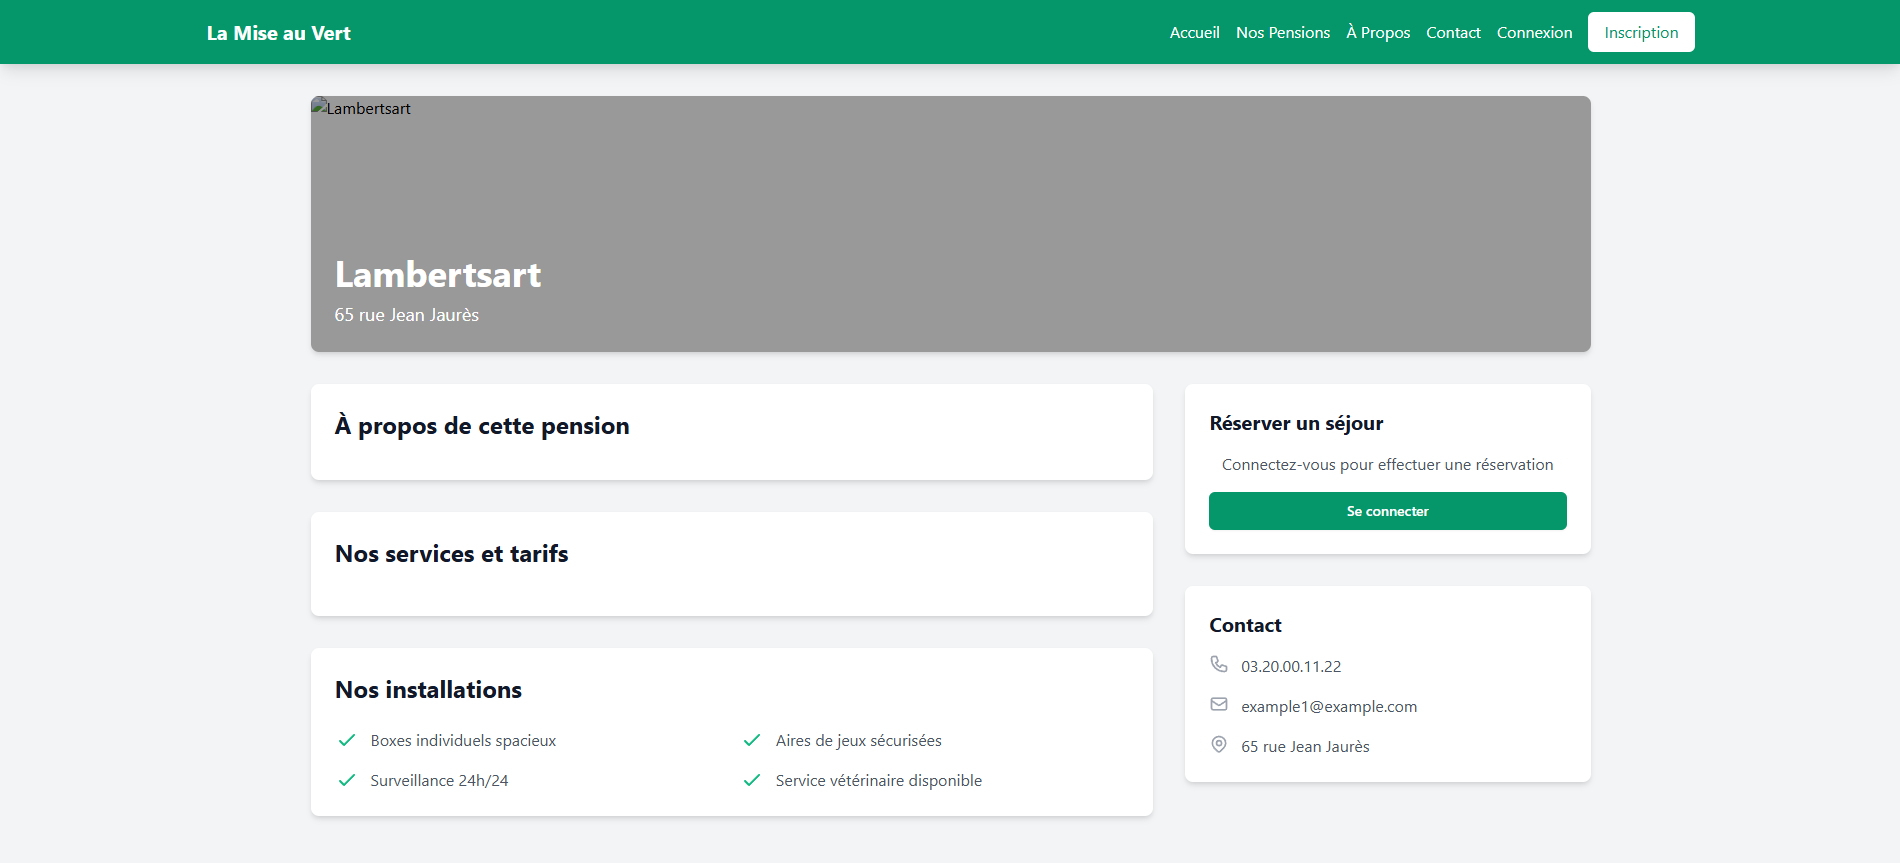 La Mise au Vert
Accueil Nos Pensions À Propos Contact Connexion Inscription
Lambertsart
Lambertsart
65 rue Jean Jaurès
À propos de cette pension
Nos services et tarifs
Nos installations
Boxes individuels spacieux
Aires de jeux sécurisées
Surveillance 24h/24
Service vétérinaire disponible
Réserver un séjour
Connectez-vous pour effectuer une réservation
Se connecter
Contact
03.20.00.11.22
example1@example.com
65 rue Jean Jaurès